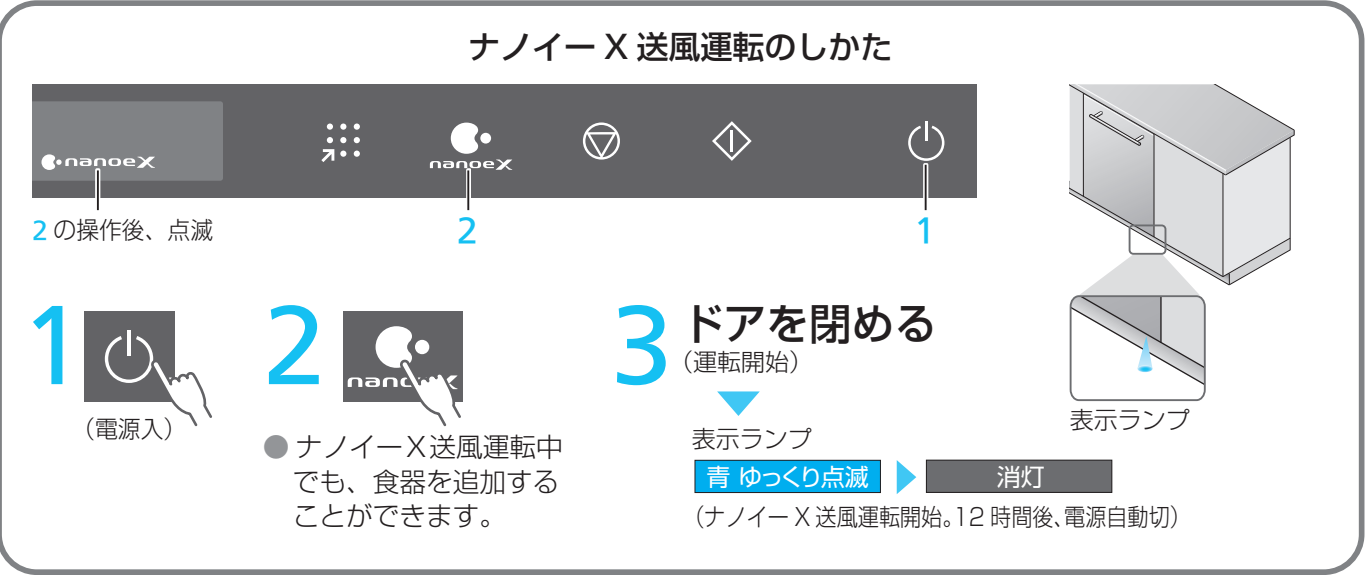 ナノイー X 送風運転のしかた
nanoeX
nanoeX
2 の操作後、点滅
2
1
1
(電源入)
2
nanoeX
● ナノイーX送風運転中
でも、食器を追加する
ことができます。
3 ドアを閉める
(運転開始)
表示ランプ
青 ゆっくり点滅
消灯
(ナノイー X 送風運転開始。12 時間後、電源自動切)
表示ランプ